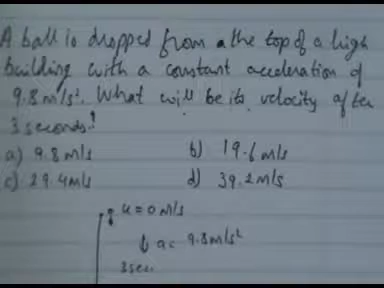 A ball is dropped from a the top of a high
building with a constant acceleration of
9.8 m/s². What will be its velocity after
3 seconds?
a) 9.8 m/s b) 19.6 m/s
c) 29.4 m/s d) 39.2 m/s
u = 0 m/s
a = 9.8 m/s²
3 sec